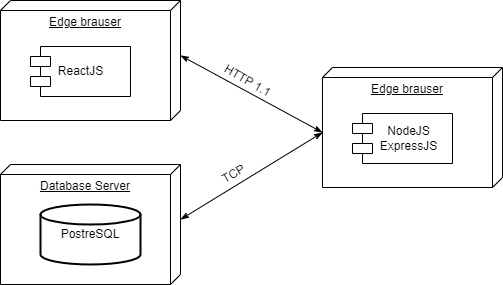 Edge brauser
ReactJS
HTTP 1.1
Edge brauser
NodeJS
ExpressJS
TCP
Database Server
PostreSQL